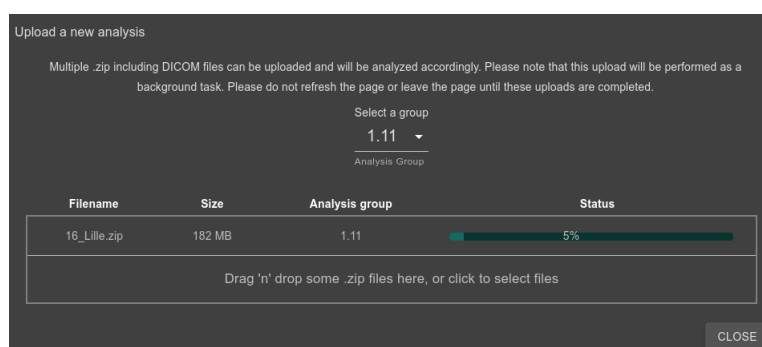 Upload a new analysis
Multiple .zip including DICOM files can be uploaded and will be analyzed accordingly. Please note that this upload will be performed as a
background task. Please do not refresh the page or leave the page until these uploads are completed.
Select a group
1.11
Analysis Group
Filename Size Analysis group Status
16_Lille.zip 182 MB 1.11 5%
Drag 'n' drop some .zip files here, or click to select files
CLOSE